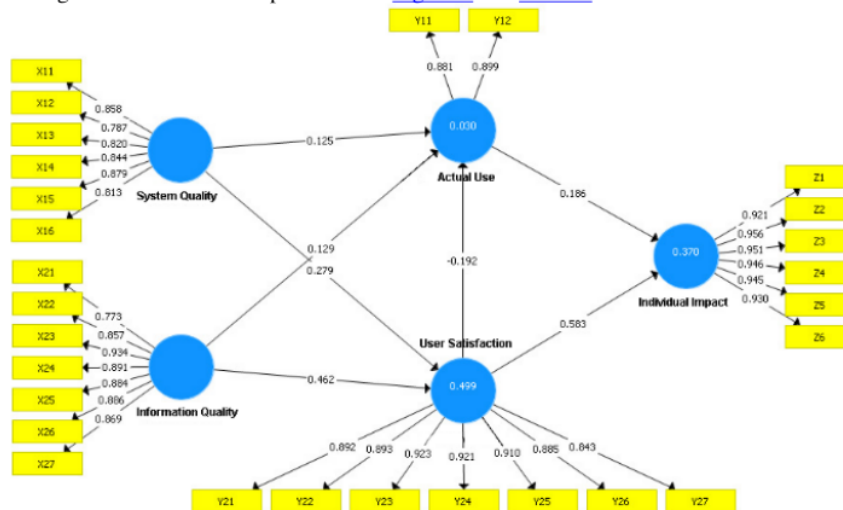 Y11 Y12
0.881 0.899
X11
X12
X13
X14
X15
X16
0.858
0.787
0.820
0.844
0.879
0.813
System Quality
0.125
0.030
Actual Use
0.186
0.129
0.279
-0.192
Z1
Z2
Z3
Z4
Z5
Z6
0.921
0.956
0.951
0.946
0.945
0.930
0.370
Individual Impact
X21
X22
X23
X24
X25
X26
X27
0.773
0.857
0.934
0.891
0.884
0.886
0.869
Information Quality
0.462
User Satisfaction
0.499
0.583
0.892 0.893 0.923 0.921 0.910 0.885 0.843
Y21 Y22 Y23 Y24 Y25 Y26 Y27